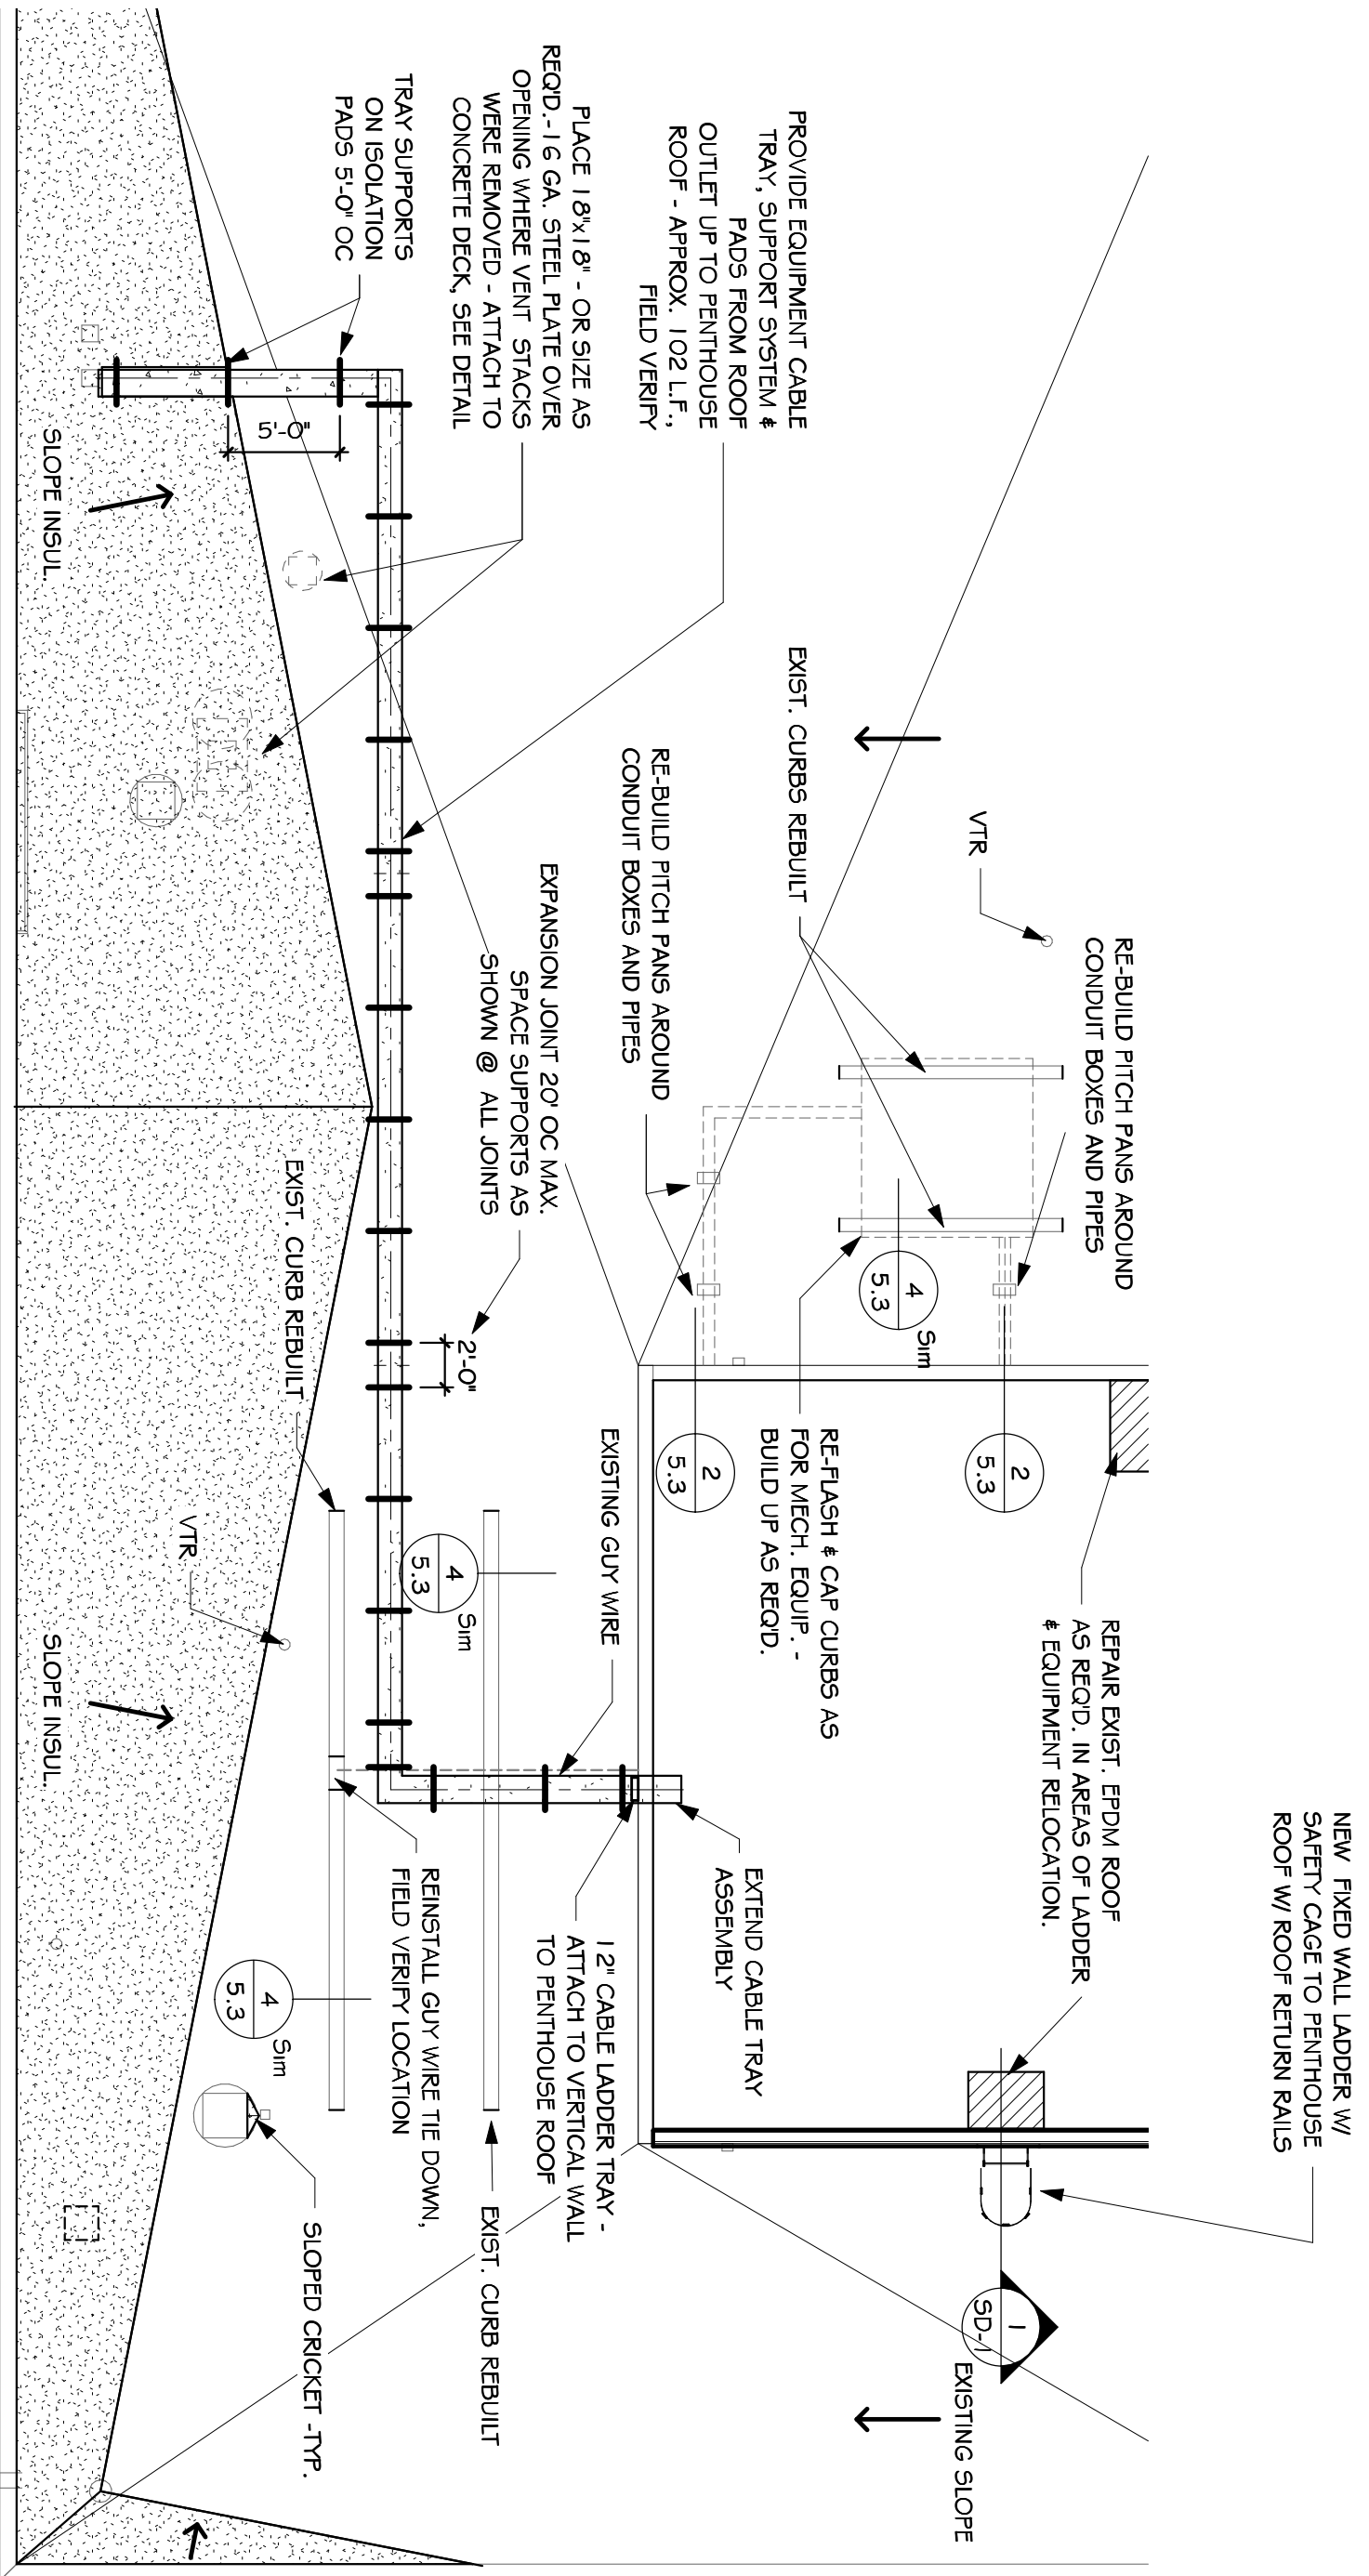 NEW FIXED WALL LADDER W/
SAFETY CAGE TO PENTHOUSE
ROOF W/ ROOF RETURN RAILS
RE-BUILD PITCH PANS AROUND
CONDUIT BOXES AND PIPES
REPAIR EXIST. EPDM ROOF
AS REQ'D. IN AREAS OF LADDER
& EQUIPMENT RELOCATION.
VTR
2
5.3
1
SD-1
EXISTING SLOPE
4
5.3
Sim
PROVIDE EQUIPMENT CABLE
TRAY, SUPPORT SYSTEM &
PADS FROM ROOF
OUTLET UP TO PENTHOUSE
ROOF - APPROX. 102 L.F.,
FIELD VERIFY
EXIST. CURBS REBUILT
RE-FLASH & CAP CURBS AS
FOR MECH. EQUIP. -
BUILD UP AS REQ'D.
EXTEND CABLE TRAY
ASSEMBLY
RE-BUILD PITCH PANS AROUND
CONDUIT BOXES AND PIPES
2
5.3
PLACE 18"x18" - OR SIZE AS
REQ'D.-16 GA. STEEL PLATE OVER
OPENING WHERE VENT STACKS
WERE REMOVED - ATTACH TO
CONCRETE DECK, SEE DETAIL
EXISTING GUY WIRE
12" CABLE LADDER TRAY -
ATTACH TO VERTICAL WALL
TO PENTHOUSE ROOF
EXPANSION JOINT 20' OC MAX.
SPACE SUPPORTS AS
SHOWN @ ALL JOINTS
EXIST. CURB REBUILT
2'-0"
4
5.3
Sim
TRAY SUPPORTS
ON ISOLATION
PADS 5'-0" OC
REINSTALL GUY WIRE TIE DOWN,
FIELD VERIFY LOCATION
5'-0"
EXIST. CURB REBUILT
SLOPED CRICKET -TYP.
4
5.3
Sim
VTR
SLOPE INSUL.
SLOPE INSUL.